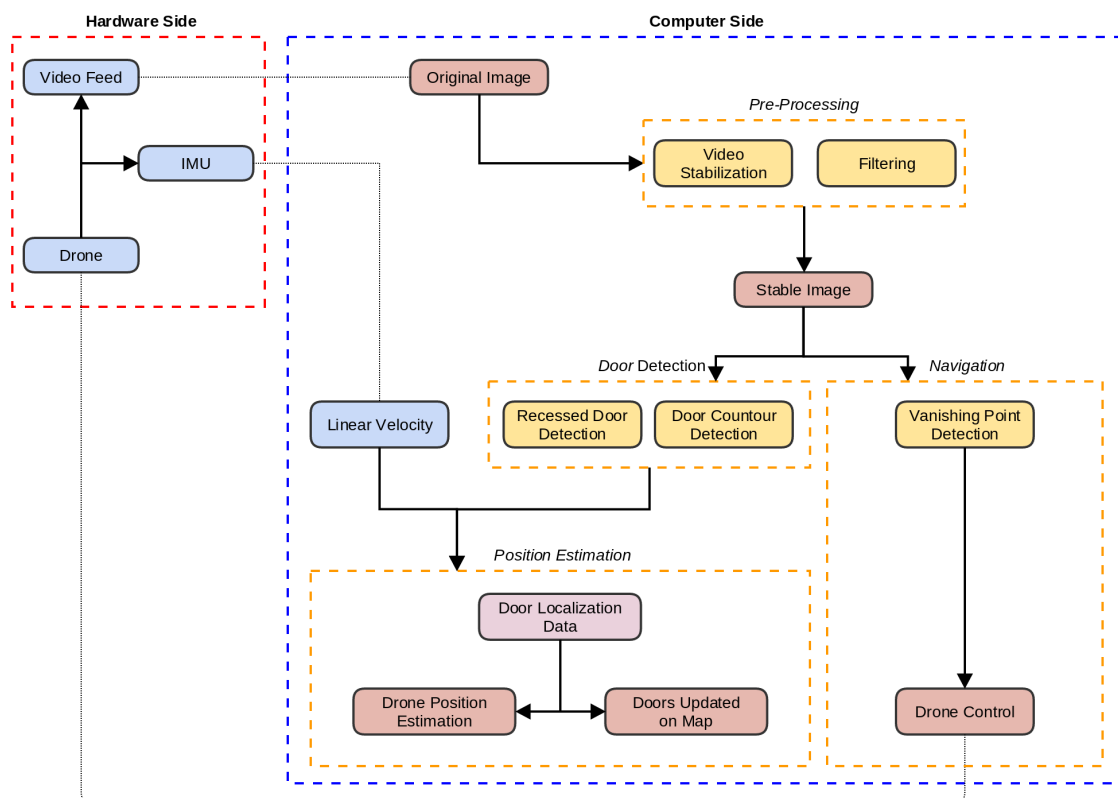 Hardware Side
Computer Side
Video Feed
Original Image
Pre-Processing
IMU
Video
Stabilization
Filtering
Drone
Stable Image
Door Detection
Navigation
Linear Velocity
Recessed Door
Detection
Door Countour
Detection
Vanishing Point
Detection
Position Estimation
Door Localization
Data
Drone Position
Estimation
Doors Updated
on Map
Drone Control